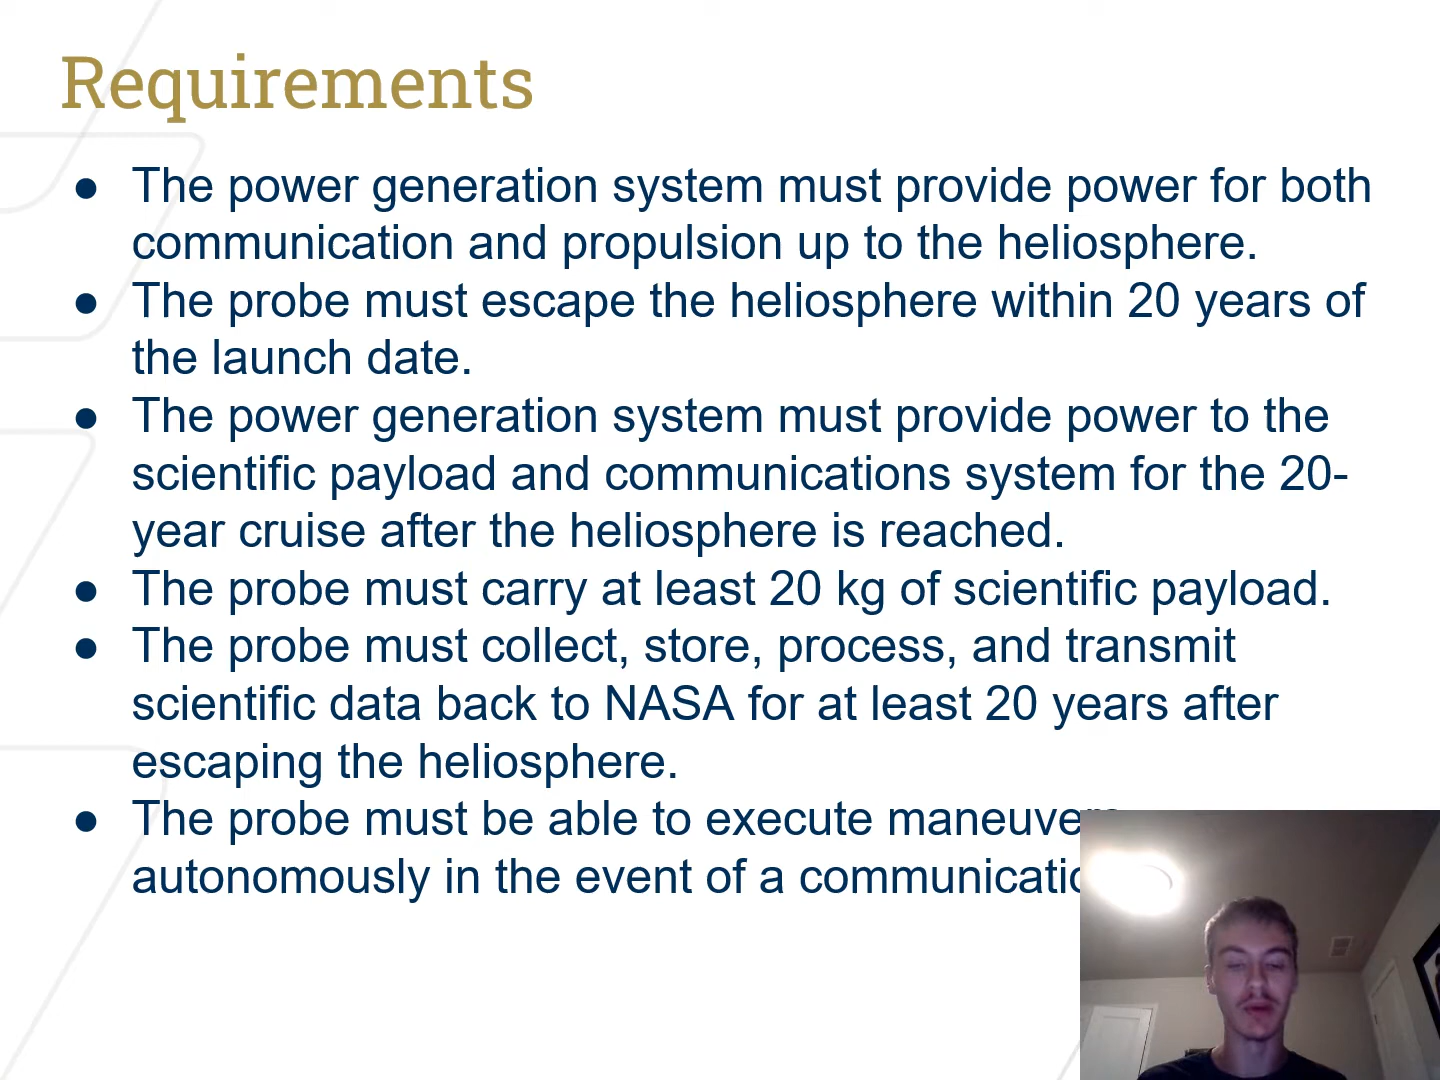 Requirements
● The power generation system must provide power for both
communication and propulsion up to the heliosphere.
● The probe must escape the heliosphere within 20 years of
the launch date.
● The power generation system must provide power to the
scientific payload and communications system for the 20-
year cruise after the heliosphere is reached.
● The probe must carry at least 20 kg of scientific payload.
● The probe must collect, store, process, and transmit
scientific data back to NASA for at least 20 years after
escaping the heliosphere.
● The probe must be able to execute maneuvers
autonomously in the event of a